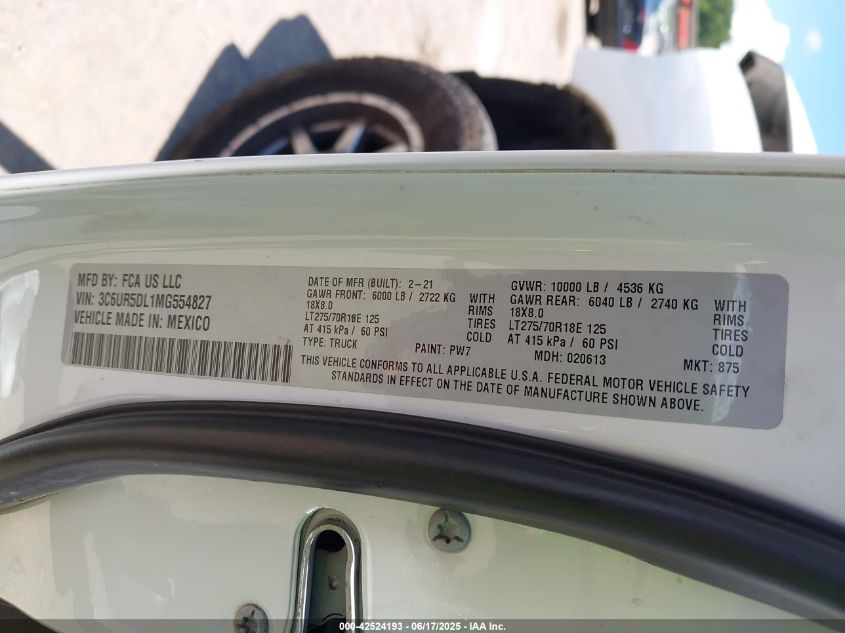 MFD BY: FCA US LLC
VIN: 3C6UR5DL1MG554827
VEHICLE MADE IN: MEXICO
DATE OF MFR (BUILT): 2-21
GAWR FRONT: 6000 LB / 2722 KG WITH
18X8.0 RIMS
LT275/70R18E 125 TIRES
AT 415 kPa / 60 PSI COLD
TYPE: TRUCK PAINT: PW7
GVWR: 10000 LB / 4536 KG
GAWR REAR: 6040 LB / 2740 KG WITH
18X8.0 RIMS
LT275/70R18E 125 TIRES
AT 415 kPa / 60 PSI COLD
MDH: 020613 MKT: 875
THIS VEHICLE CONFORMS TO ALL APPLICABLE U.S.A. FEDERAL MOTOR VEHICLE SAFETY
STANDARDS IN EFFECT ON THE DATE OF MANUFACTURE SHOWN ABOVE.
000-42524193 - 06/17/2025 - IAA Inc.